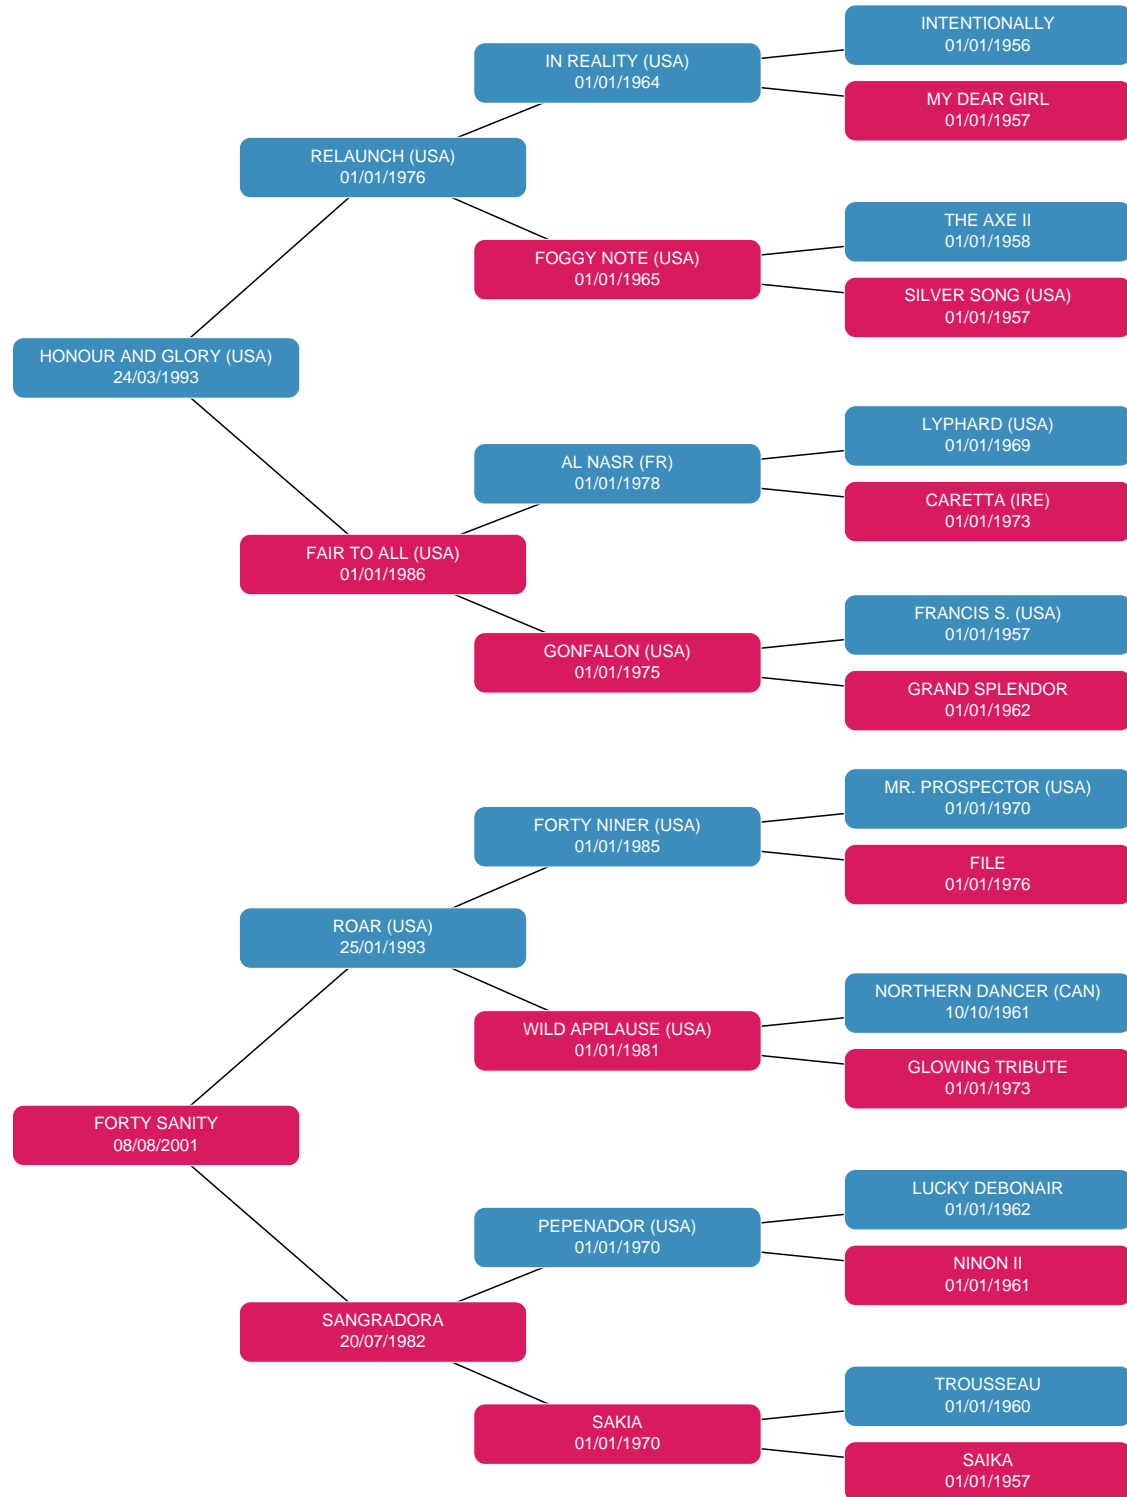 INTENTIONALLY
01/01/1956
IN REALITY (USA)
01/01/1964
MY DEAR GIRL
01/01/1957
RELAUNCH (USA)
01/01/1976
THE AXE II
01/01/1958
FOGGY NOTE (USA)
01/01/1965
SILVER SONG (USA)
01/01/1957
HONOUR AND GLORY (USA)
24/03/1993
LYPHARD (USA)
01/01/1969
AL NASR (FR)
01/01/1978
CARETTA (IRE)
01/01/1973
FAIR TO ALL (USA)
01/01/1986
FRANCIS S. (USA)
01/01/1957
GONFALON (USA)
01/01/1975
GRAND SPLENDOR
01/01/1962
MR. PROSPECTOR (USA)
01/01/1970
FORTY NINER (USA)
01/01/1985
FILE
01/01/1976
ROAR (USA)
25/01/1993
NORTHERN DANCER (CAN)
10/10/1961
WILD APPLAUSE (USA)
01/01/1981
GLOWING TRIBUTE
01/01/1973
FORTY SANITY
08/08/2001
LUCKY DEBONAIR
01/01/1962
PEPENADOR (USA)
01/01/1970
NINON II
01/01/1961
SANGRADORA
20/07/1982
TROUSSEAU
01/01/1960
SAKIA
01/01/1970
SAIKA
01/01/1957